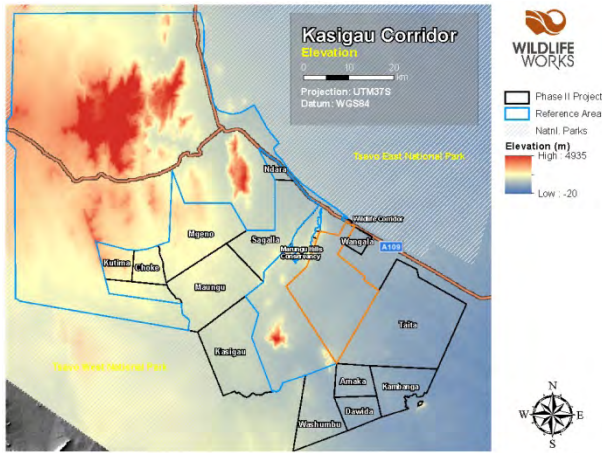 Kasigau Corridor
Elevation
0 10 20
km
Projection: UTM37S
Datum: WGS84
WILDLIFE
WORKS
Phase II Project
Reference Area
Natnl. Parks
Elevation (m)
High : 4935
Low : -20
Tsavo East National Park
Ndara
Mgeno
Sagalla
Wildlife Corridor
Wangala
A109
Marungu Hills
Conservancy
Kutima
Choke
Maungu
Taita
Kasigau
Tsavo West National Park
Amaka
Kambanga
Dawida
Washumbu
N
W E
S